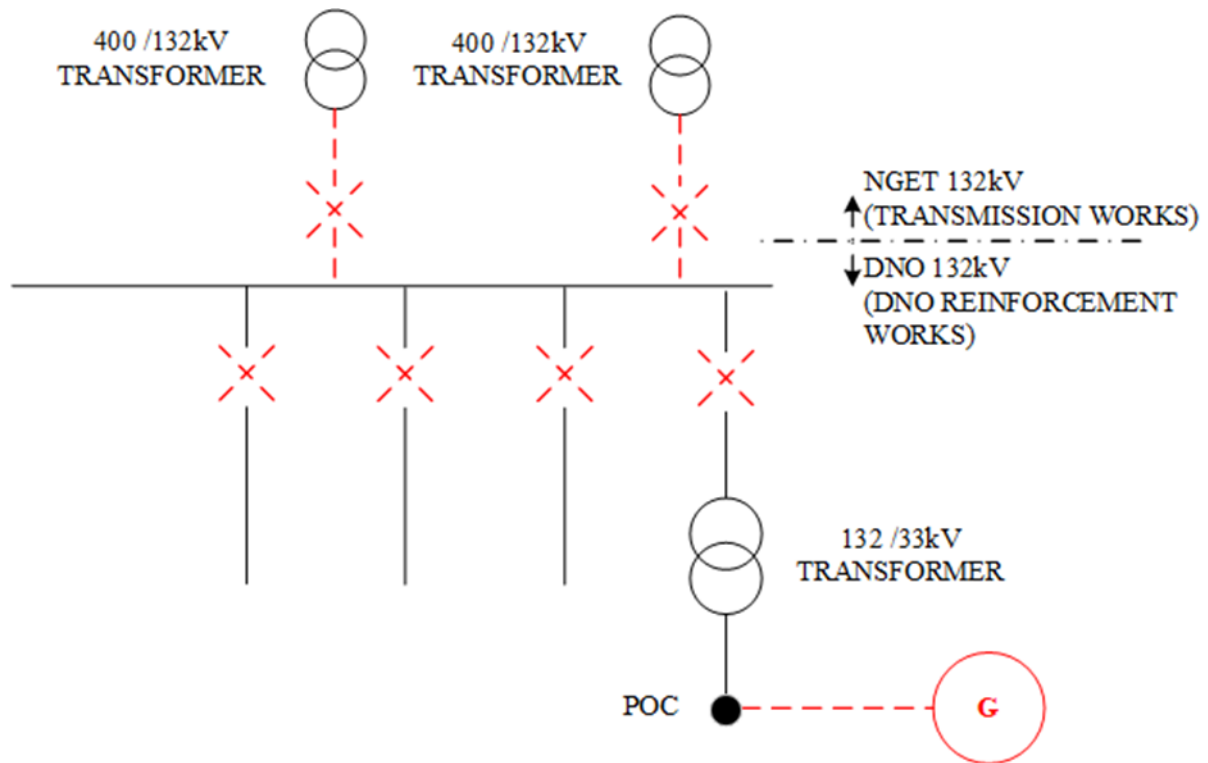 400 /132kV
TRANSFORMER
400 /132kV
TRANSFORMER
NGET 132kV
(TRANSMISSION WORKS)
DNO 132kV
(DNO REINFORCEMENT
WORKS)
132 /33kV
TRANSFORMER
POC
G